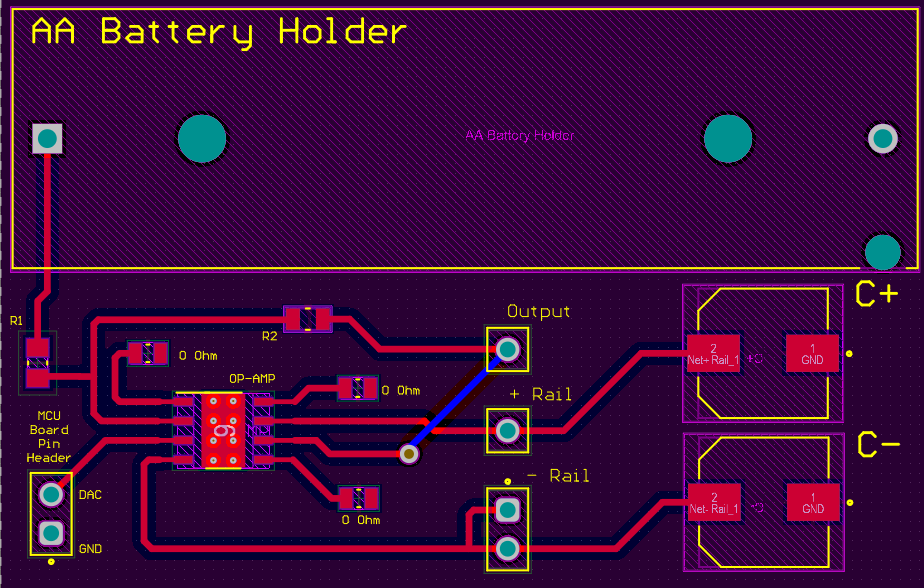 AA Battery Holder
AA Battery Holder
C+
R1
R2
Output
2
Net+ Rail_1
C+
1
GND
0 Ohm
OP-AMP
0 Ohm
+ Rail
MCU
Board
Pin
Header
C-
- Rail
DAC
2
Net- Rail_1
1
GND
0 Ohm
GND